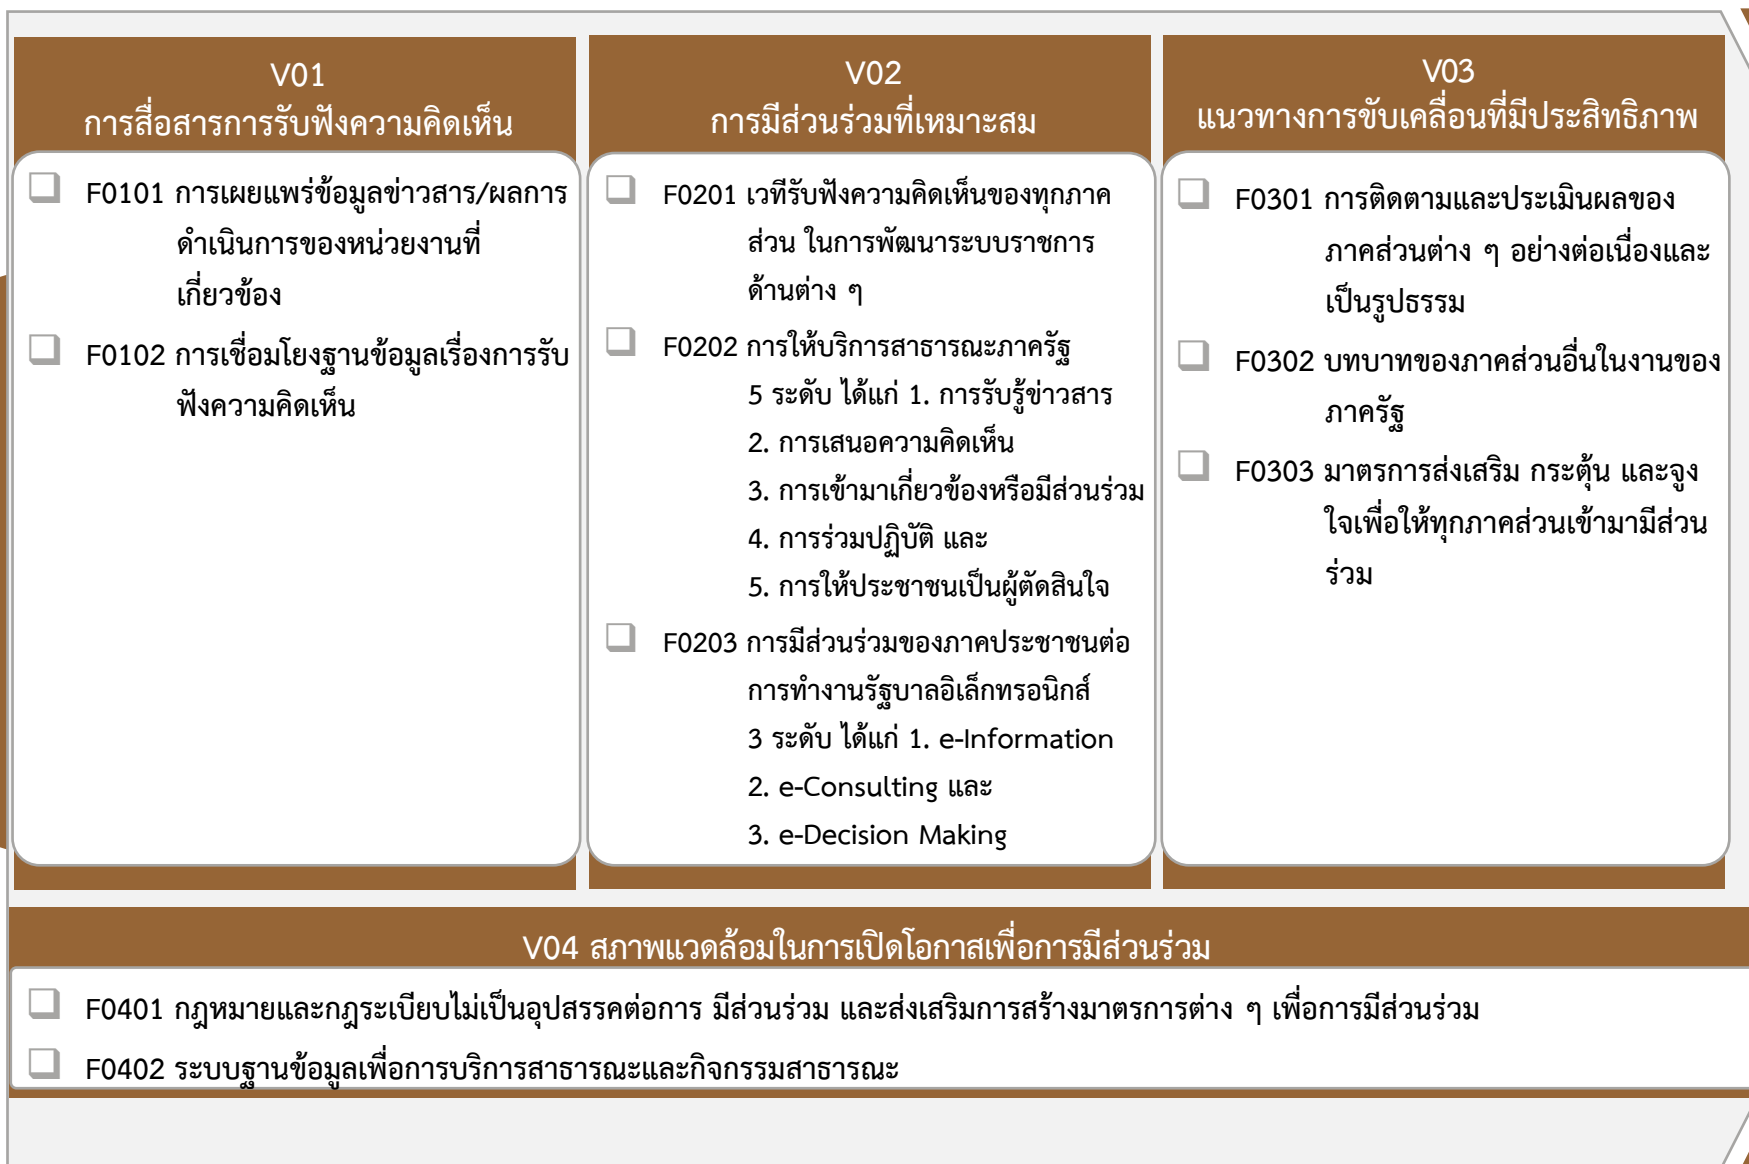 V01
การสื่อสารการรับฟังความคิดเห็น
F0101 การเผยแพร่ข้อมูลข่าวสาร/ผลการ
ดำเนินการของหน่วยงานที่
เกี่ยวข้อง
F0102 การเชื่อมโยงฐานข้อมูลเรื่องการรับ
ฟังความคิดเห็น
V02
การมีส่วนร่วมที่เหมาะสม
F0201 เวทีรับฟังความคิดเห็นของทุกภาค
ส่วน ในการพัฒนาระบบราชการ
ด้านต่าง ๆ
F0202 การให้บริการสาธารณะภาครัฐ
5 ระดับ ได้แก่ 1. การรับรู้ข่าวสาร
2. การเสนอความคิดเห็น
3. การเข้ามาเกี่ยวข้องหรือมีส่วนร่วม
4. การร่วมปฏิบัติ และ
5. การให้ประชาชนเป็นผู้ตัดสินใจ
F0203 การมีส่วนร่วมของภาคประชาชนต่อ
การทำงานรัฐบาลอิเล็กทรอนิกส์
3 ระดับ ได้แก่ 1. e-Information
2. e-Consulting และ
3. e-Decision Making
V03
แนวทางการขับเคลื่อนที่มีประสิทธิภาพ
F0301 การติดตามและประเมินผลของ
ภาคส่วนต่าง ๆ อย่างต่อเนื่องและ
เป็นรูปธรรม
F0302 บทบาทของภาคส่วนอื่นในงานของ
ภาครัฐ
F0303 มาตรการส่งเสริม กระตุ้น และจูง
ใจเพื่อให้ทุกภาคส่วนเข้ามามีส่วน
ร่วม
V04 สภาพแวดล้อมในการเปิดโอกาสเพื่อการมีส่วนร่วม
F0401 กฎหมายและกฎระเบียบไม่เป็นอุปสรรคต่อการ มีส่วนร่วม และส่งเสริมการสร้างมาตรการต่าง ๆ เพื่อการมีส่วนร่วม
F0402 ระบบฐานข้อมูลเพื่อการบริการสาธารณะและกิจกรรมสาธารณะ